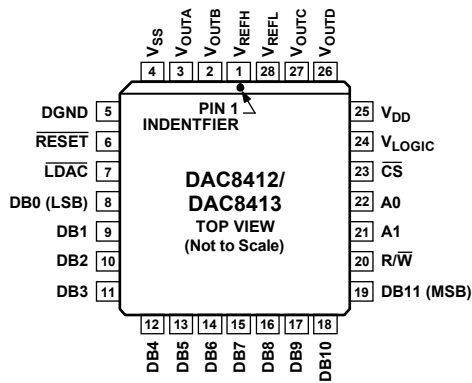 VSS VOUTA VOUTB VREFH VREFL VOUTC VOUTD
4 3 2 1 28 27 26
DGND 5
RESET 6
LDAC 7
DB0 (LSB) 8
DB1 9
DB2 10
DB3 11
PIN 1
INDENTFIER
DAC8412/
DAC8413
TOP VIEW
(Not to Scale)
25 VDD
24 VLOGIC
23 CS
22 A0
21 A1
20 R/W
19 DB11 (MSB)
12 13 14 15 16 17 18
DB4 DB5 DB6 DB7 DB8 DB9 DB10